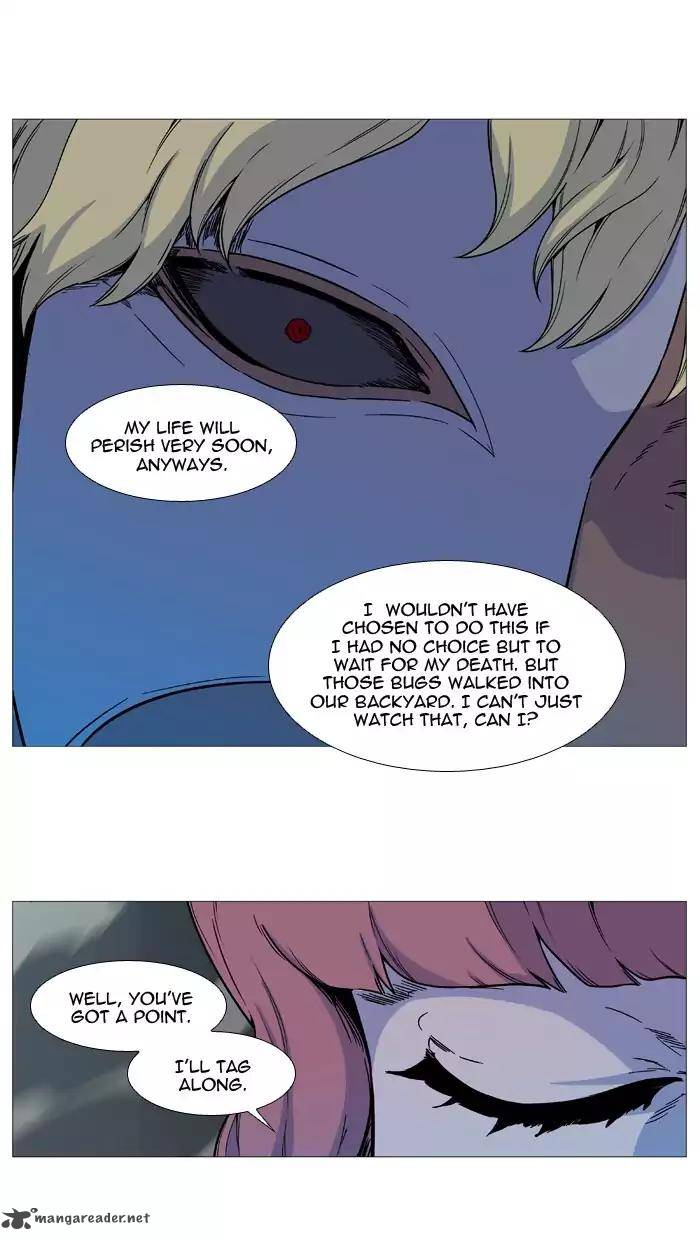 MY LIFE WILL
PERISH VERY SOON,
ANYWAYS.
I WOULDN'T HAVE
CHOSEN TO DO THIS IF
I HAD NO CHOICE BUT TO
WAIT FOR MY DEATH. BUT
THOSE BUGS WALKED INTO
OUR BACKYARD. I CAN'T JUST
WATCH THAT, CAN I?
WELL, YOU'VE
GOT A POINT.
I'LL TAG
ALONG.
mangareader.net